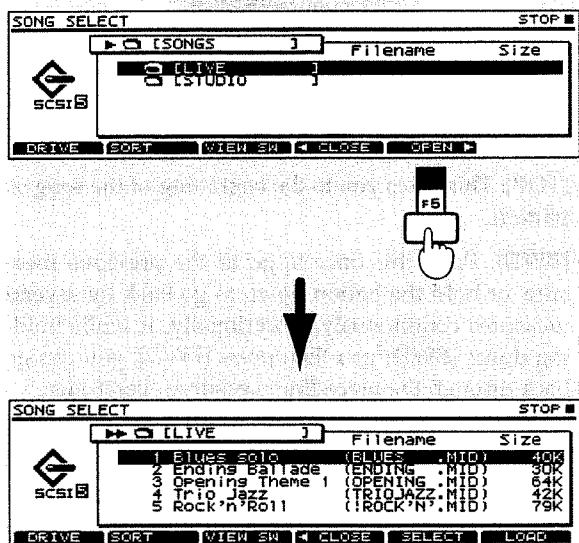 SONG SELECT STOP
[SONGS ] Filename Size
[LIVE ]
[STUDIO ]
SCSI 5
DRIVE SORT VIEW SW CLOSE OPEN
F5
SONG SELECT STOP
[LIVE ] Filename Size
1 Blues solo (BLUES .MID) 40K
2 Ending Ballade (ENDING .MID) 30K
3 Opening Theme 1 (OPENING .MID) 64K
4 Trio Jazz (TRIOJAZZ.MID) 42K
5 Rock'n'Roll (!ROCK'N'.MID) 79K
SCSI 5
DRIVE SORT VIEW SW CLOSE SELECT LOAD